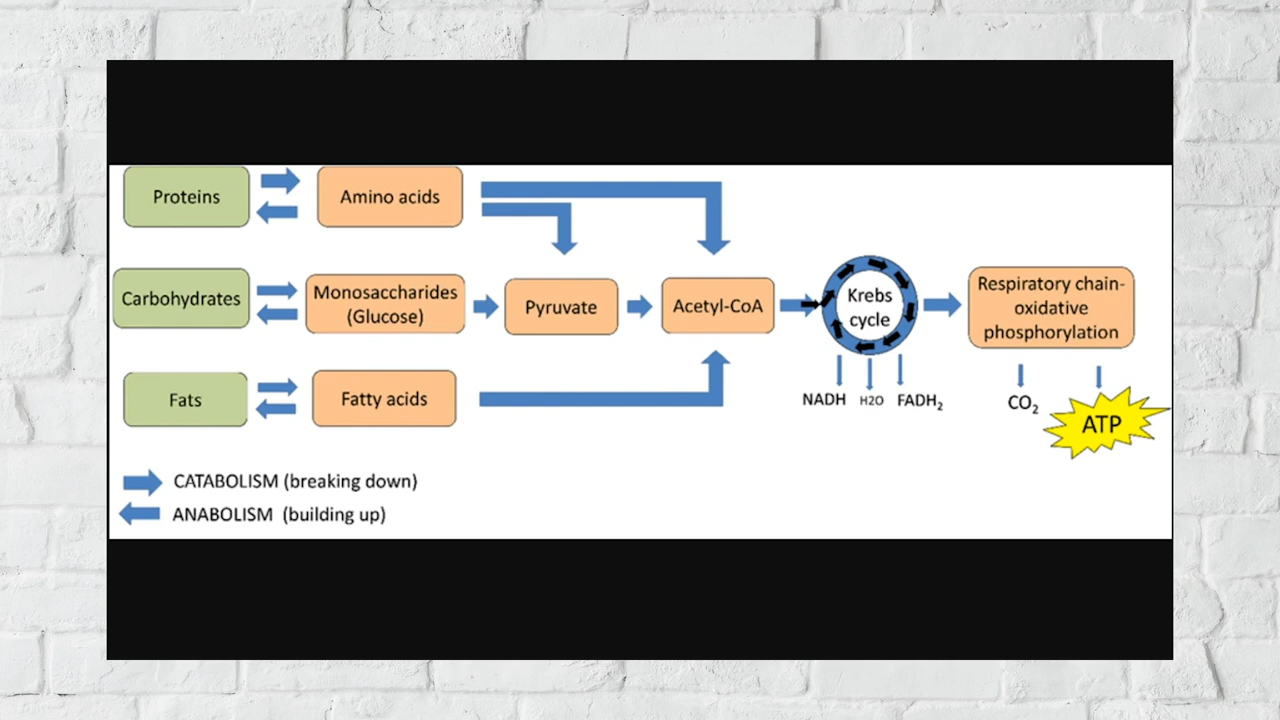 Proteins
Amino acids
Carbohydrates
Monosaccharides
(Glucose)
Pyruvate
Acetyl-CoA
Krebs
cycle
Respiratory chain-
oxidative
phosphorylation
Fats
Fatty acids
NADH
H2O
FADH₂
CO₂
ATP
CATABOLISM (breaking down)
ANABOLISM (building up)